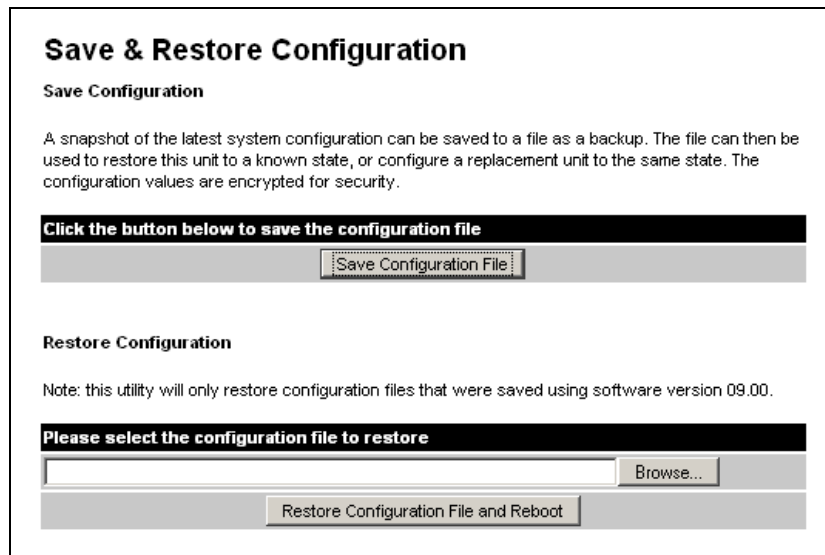 Save & Restore Configuration
Save Configuration
A snapshot of the latest system configuration can be saved to a file as a backup. The file can then be
used to restore this unit to a known state, or configure a replacement unit to the same state. The
configuration values are encrypted for security.
Click the button below to save the configuration file
Save Configuration File
Restore Configuration
Note: this utility will only restore configuration files that were saved using software version 09.00.
Please select the configuration file to restore
Browse...
Restore Configuration File and Reboot